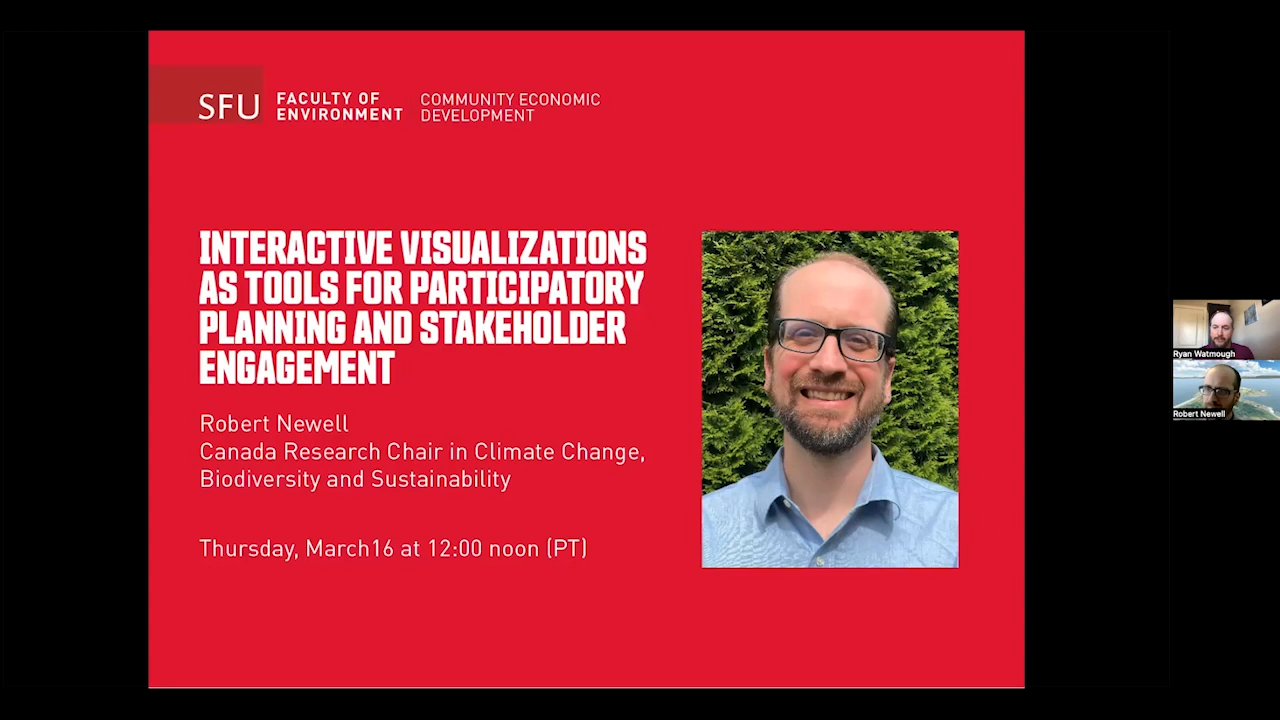 SFU
FACULTY OF
ENVIRONMENT
COMMUNITY ECONOMIC
DEVELOPMENT
INTERACTIVE VISUALIZATIONS
AS TOOLS FOR PARTICIPATORY
PLANNING AND STAKEHOLDER
ENGAGEMENT
Robert Newell
Canada Research Chair in Climate Change,
Biodiversity and Sustainability
Thursday, March16 at 12:00 noon (PT)
Ryan Watmough
Robert Newell